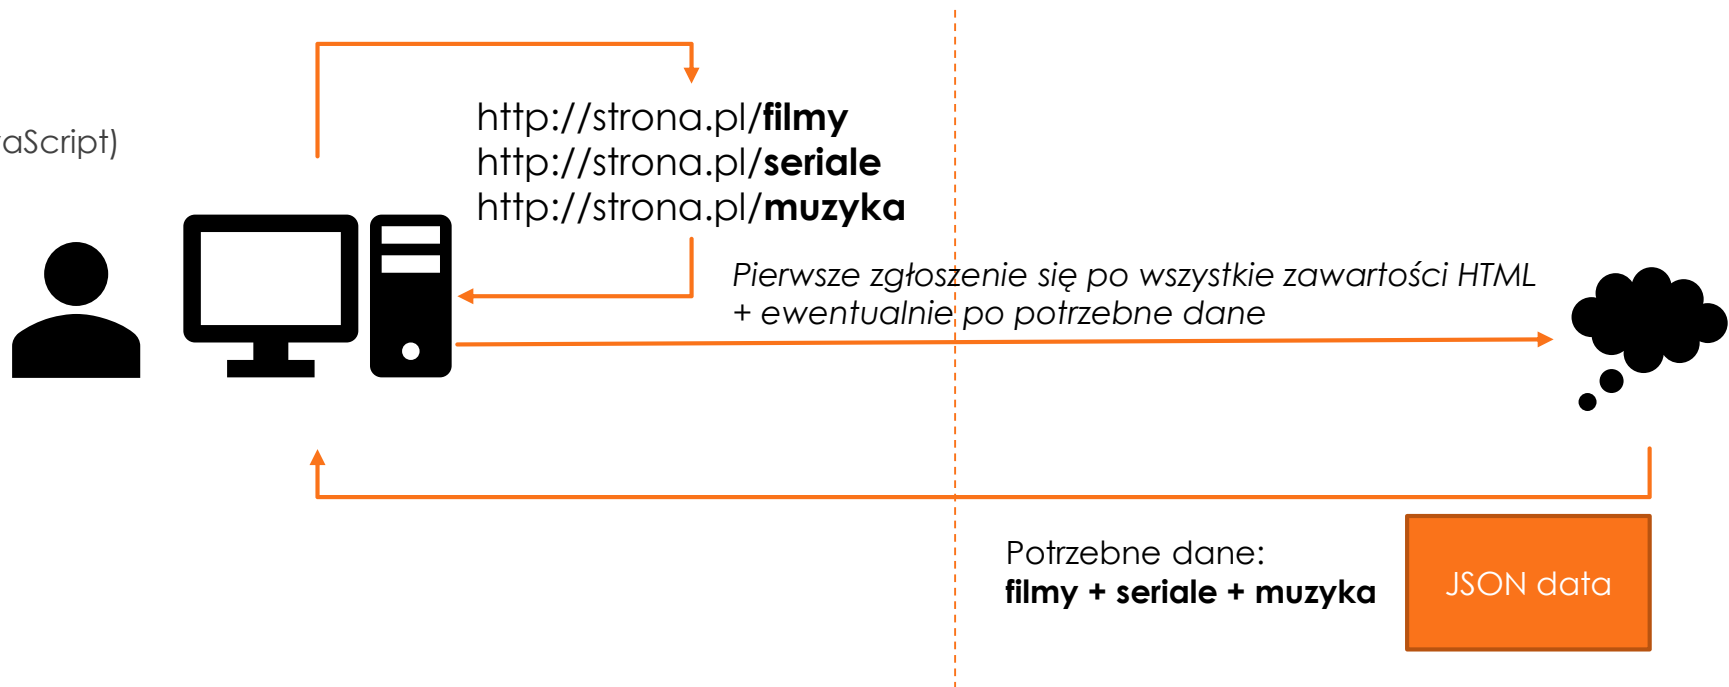 http://strona.pl/filmy
aScript)
http://strona.pl/seriale
http://strona.pl/muzyka
Pierwsze zgłoszenie się po wszystkie zawartości HTML
+ ewentualnie po potrzebne dane
Potrzebne dane:
filmy + seriale + muzyka
JSON data